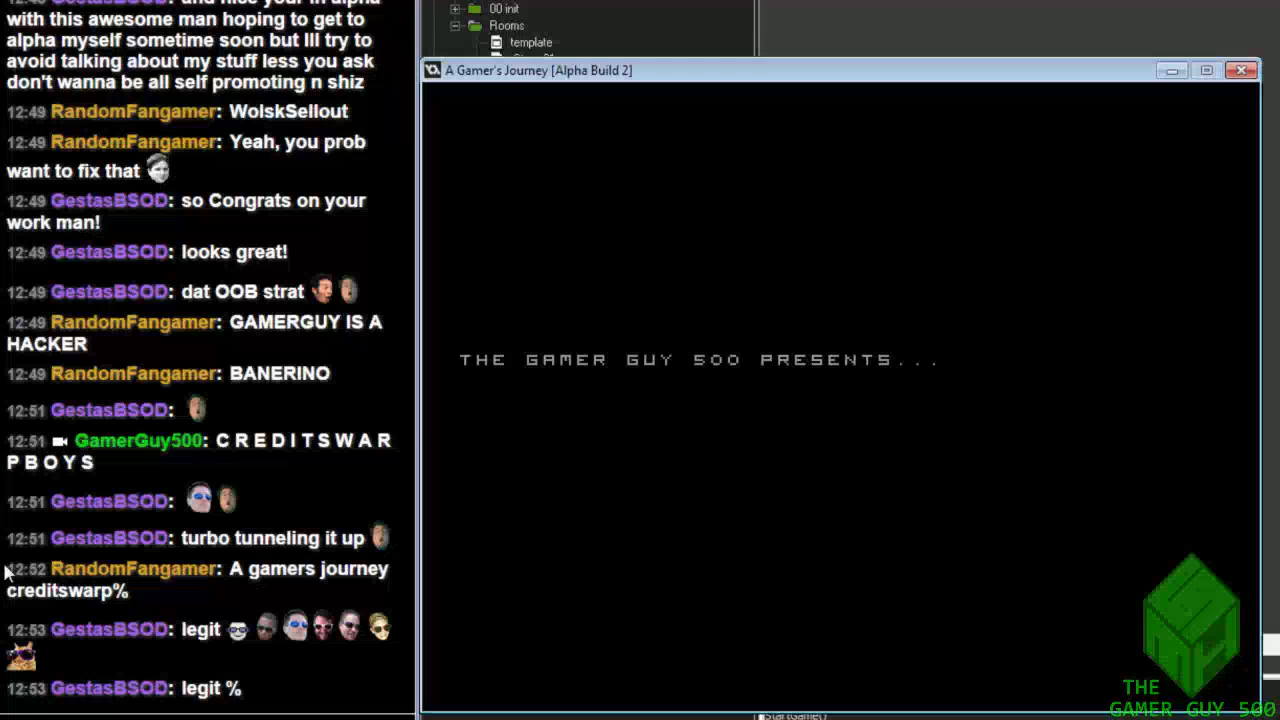 with this awesome man hoping to get to
alpha myself sometime soon but Ill try to
avoid talking about my stuff less you ask
don't wanna be all self promoting n shiz
12:49 RandomFangamer: WolskSellout
12:49 RandomFangamer: Yeah, you prob
want to fix that
12:49 GestasBSOD: so Congrats on your
work man!
12:49 GestasBSOD: looks great!
12:49 GestasBSOD: dat OOB strat
12:49 RandomFangamer: GAMERGUY IS A
HACKER
12:49 RandomFangamer: BANERINO
12:51 GestasBSOD:
12:51 GamerGuy500: C R E D I T S W A R
P B O Y S
12:51 GestasBSOD:
12:51 GestasBSOD: turbo tunneling it up
12:52 RandomFangamer: A gamers journey
creditswarp%
12:53 GestasBSOD: legit
12:53 GestasBSOD: legit %
00 init
Rooms
template
A Gamer's Journey [Alpha Build 2]
THE GAMER GUY 500 PRESENTS...
THE
GAMER GUY 500
StartGame()